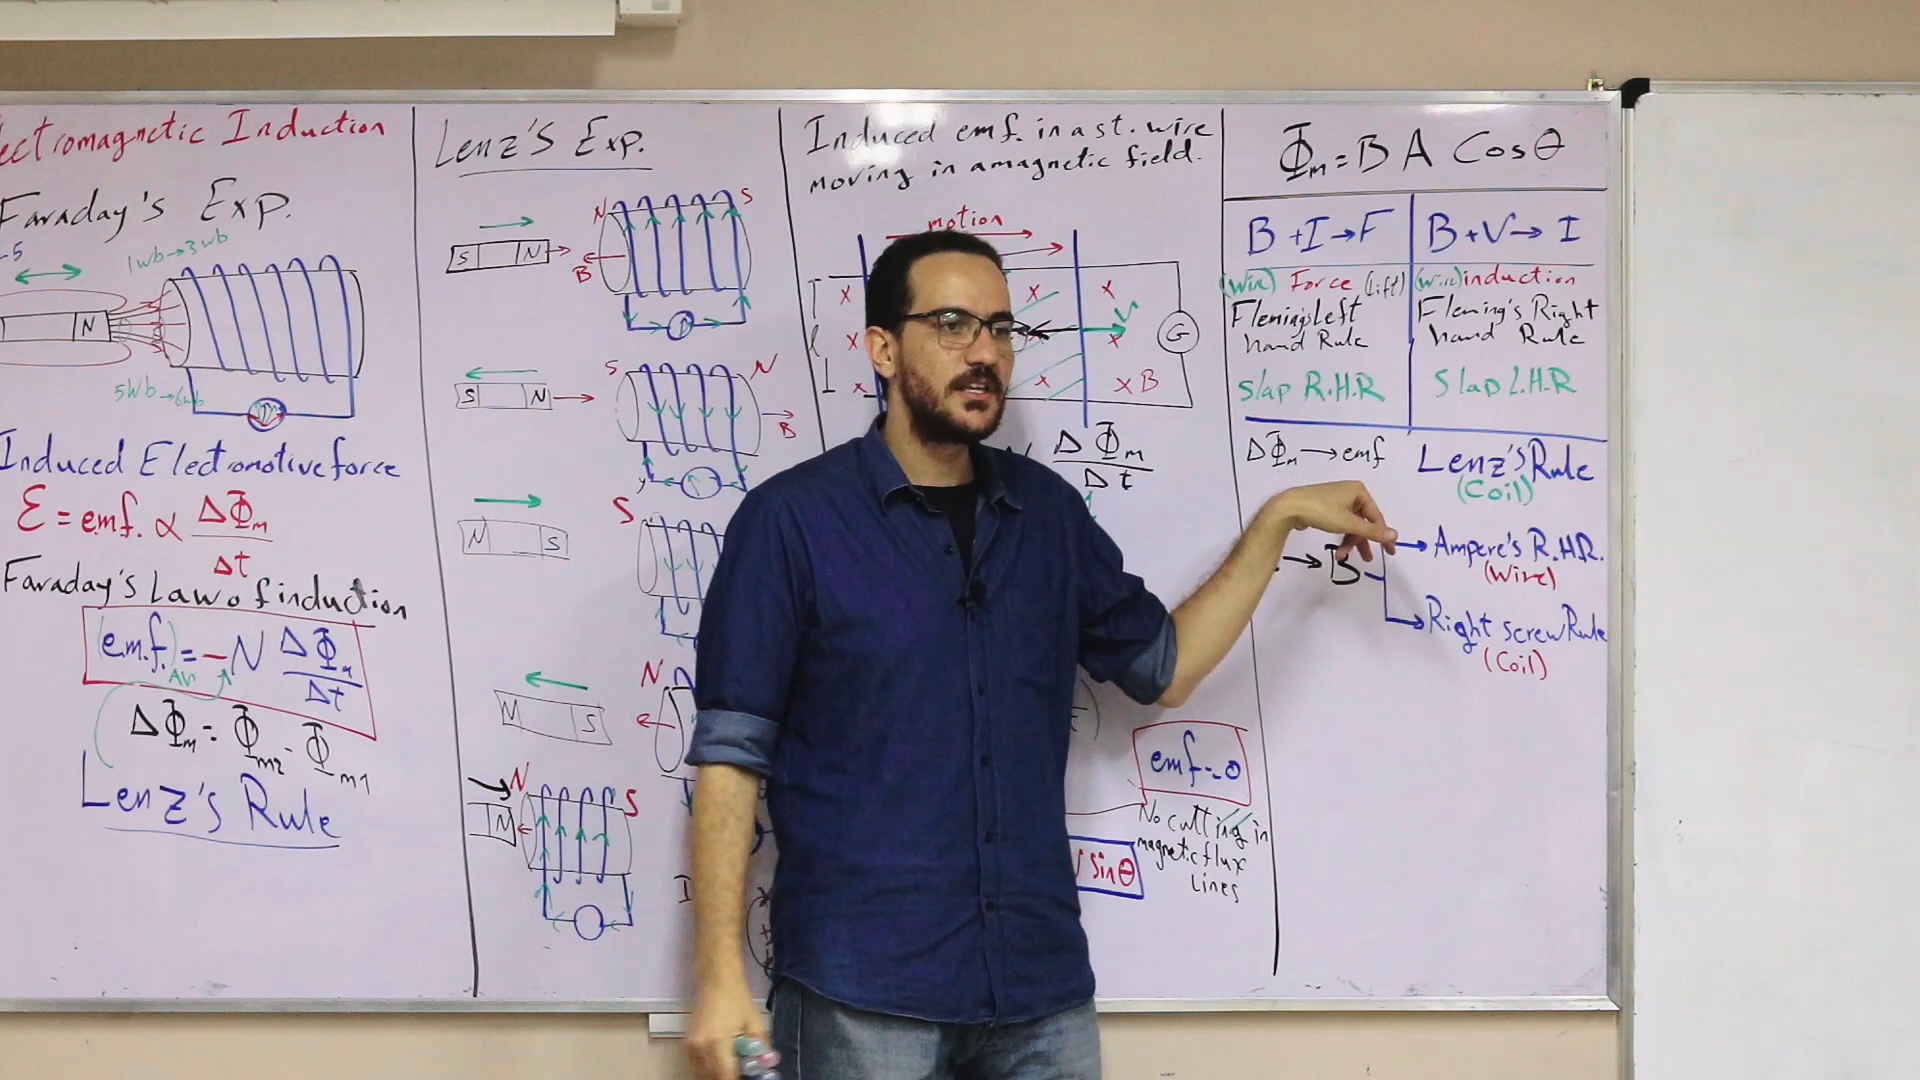 ectromagnetic Induction
Faraday's Exp.
-5
1wb→3wb
N
5wb→6wb
Induced Electromotive force
Ɛ = emf. ∝ ΔΦm
Δt
Faraday's Law of induction
(e.m.f.) = -N ΔΦm
Δt
ΔΦm = Φm2 - Φm1
Lenz's Rule
Lenz's Exp.
N S
S N
B
S N
S N
B
S
N S
N
N S
N S
N
Induced emf. in a st. wire
moving in a magnetic field.
motion
x x x
l x x V G
x x x B
ΔΦm
Δt
emf = 0
No cutting in
magnetic flux
Lines
Sinθ
Φm = B A Cosθ
B + I → F
(wire) Force (lift)
Fleming's Left
hand Rule
Slap R.H.R
B + V → I
(wire) induction
Fleming's Right
hand Rule
Slap L.H.R
ΔΦm → emf
Lenz's Rule
(Coil)
→ B
Ampere's R.H.R.
(Wire)
Right screw Rule
(Coil)